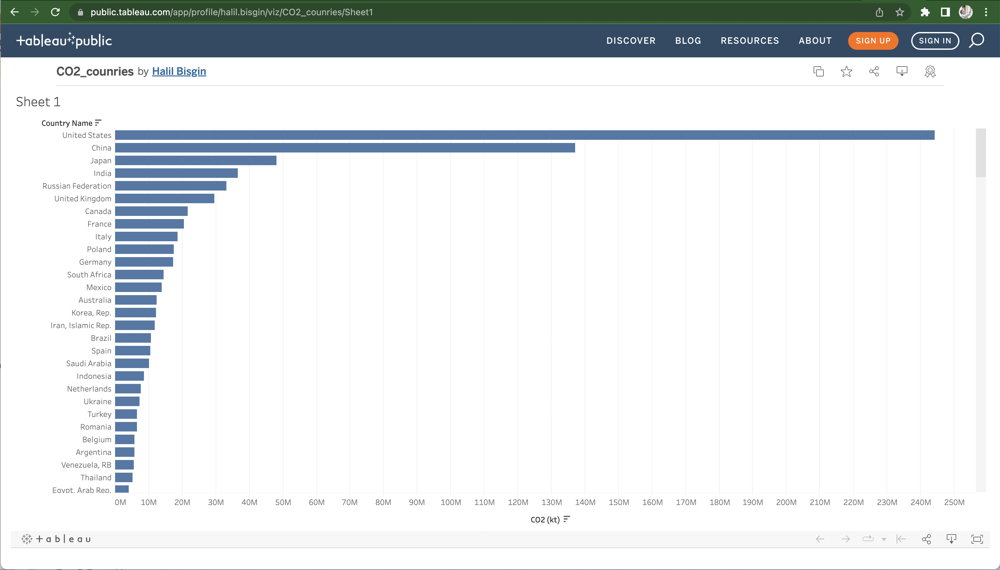 public.tableau.com/app/profile/halil.bisgin/viz/CO2_counries/Sheet1
+ableau public DISCOVER BLOG RESOURCES ABOUT SIGN UP SIGN IN
CO2_counries by Halil Bisgin
Sheet 1
Country Name
United States
China
Japan
India
Russian Federation
United Kingdom
Canada
France
Italy
Poland
Germany
South Africa
Mexico
Australia
Korea, Rep.
Iran, Islamic Rep.
Brazil
Spain
Saudi Arabia
Indonesia
Netherlands
Ukraine
Turkey
Romania
Belgium
Argentina
Venezuela, RB
Thailand
Egypt, Arab Rep.
0M 10M 20M 30M 40M 50M 60M 70M 80M 90M 100M 110M 120M 130M 140M 150M 160M 170M 180M 190M 200M 210M 220M 230M 240M 250M
CO2 (kt)
+ableau